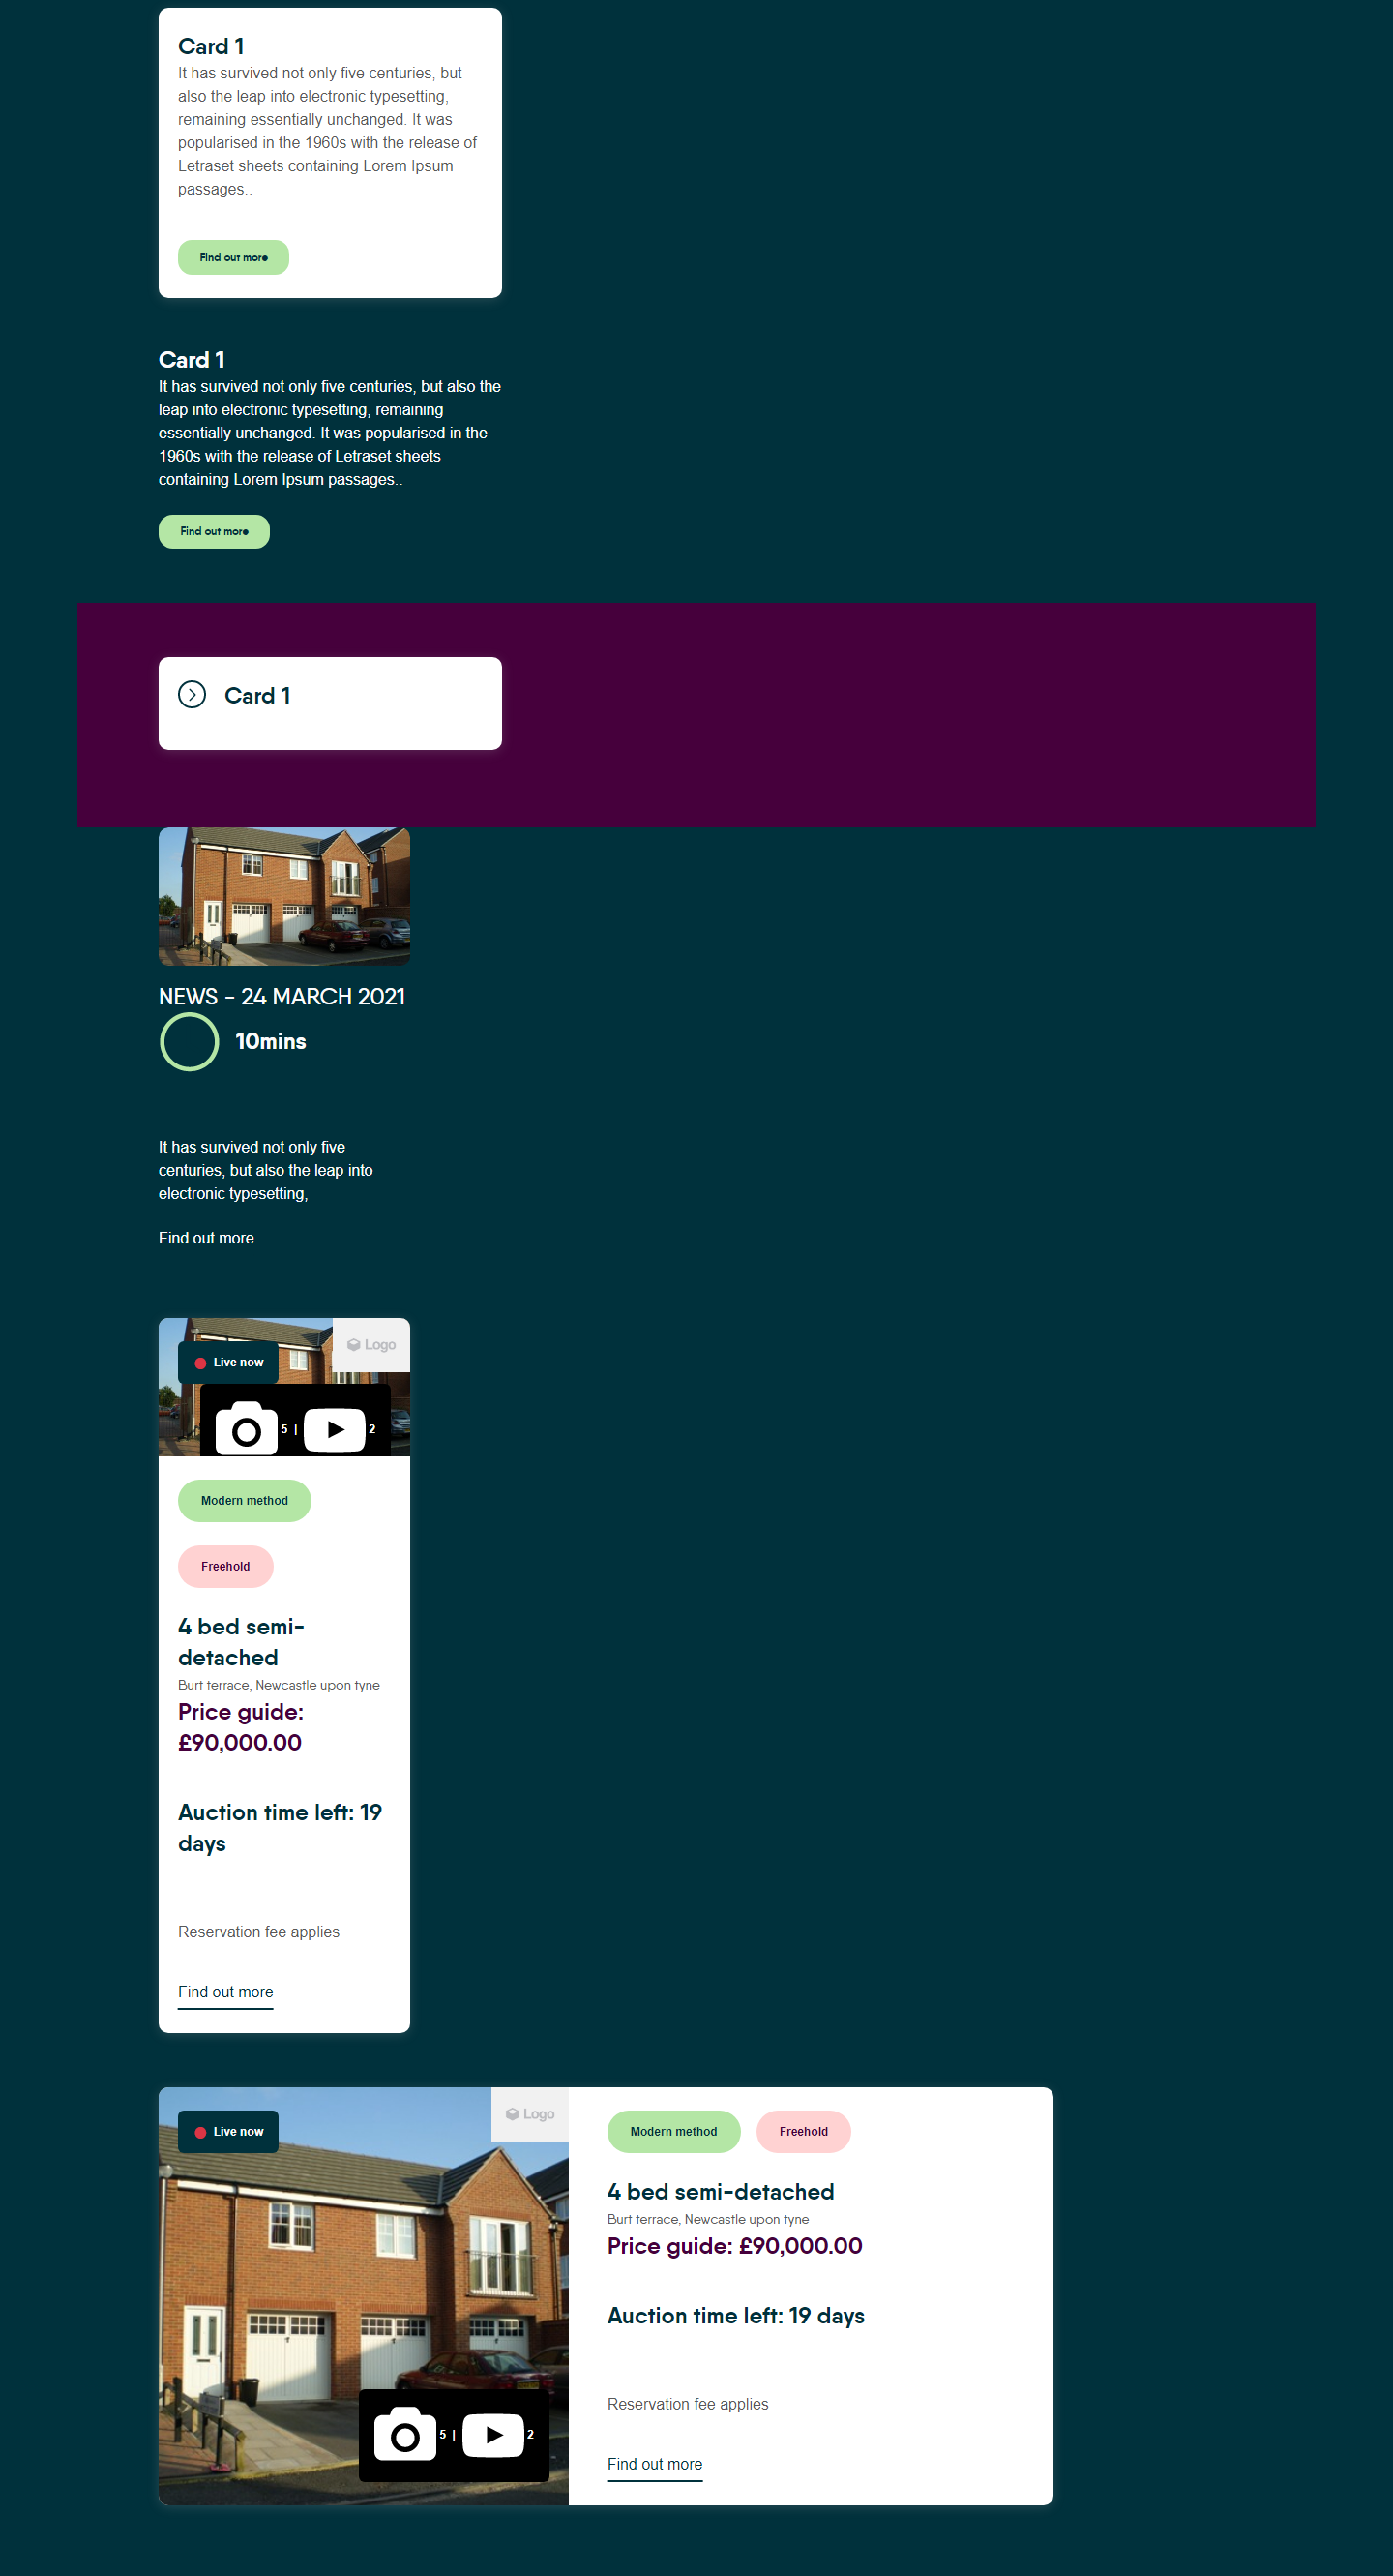 Card 1
It has survived not only five centuries, but
also the leap into electronic typesetting,
remaining essentially unchanged. It was
popularised in the 1960s with the release of
Letraset sheets containing Lorem Ipsum
passages..
Find out more
Card 1
It has survived not only five centuries, but also the
leap into electronic typesetting, remaining
essentially unchanged. It was popularised in the
1960s with the release of Letraset sheets
containing Lorem Ipsum passages..
Find out more
Card 1
NEWS - 24 MARCH 2021
10mins
It has survived not only five
centuries, but also the leap into
electronic typesetting,
Find out more
Logo
Live now
5 | 2
Modern method
Freehold
4 bed semi-
detached
Burt terrace, Newcastle upon tyne
Price guide:
£90,000.00
Auction time left: 19
days
Reservation fee applies
Find out more
Logo
Live now
5 | 2
Modern method
Freehold
4 bed semi-detached
Burt terrace, Newcastle upon tyne
Price guide: £90,000.00
Auction time left: 19 days
Reservation fee applies
Find out more